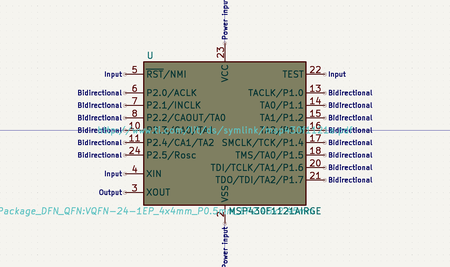 Power input
23
U
VCC
Input 5 RST/NMI TEST 22 Input
Bidirectional 6 P2.0/ACLK TACLK/P1.0 13 Bidirectional
Bidirectional 7 P2.1/INCLK TA0/P1.1 14 Bidirectional
Bidirectional 8 P2.2/CAOUT/TA0 TA1/P1.2 15 Bidirectional
Bidirectional 10 16 Bidirectional
Bidirectional 11 P2.4/CA1/TA2 SMCLK/TCK/P1.4 17 Bidirectional
Bidirectional 24 P2.5/Rosc TMS/TA0/P1.5 18 Bidirectional
TDI/TCLK/TA1/P1.6 20 Bidirectional
Input 4 XIN TDO/TDI/TA2/P1.7 21 Bidirectional
Output 3 XOUT
VSS
Package_DFN_QFN:VQFN-24-1EP_4x4mm_P0.5 MSP430F1121AIRGE
2
Power input